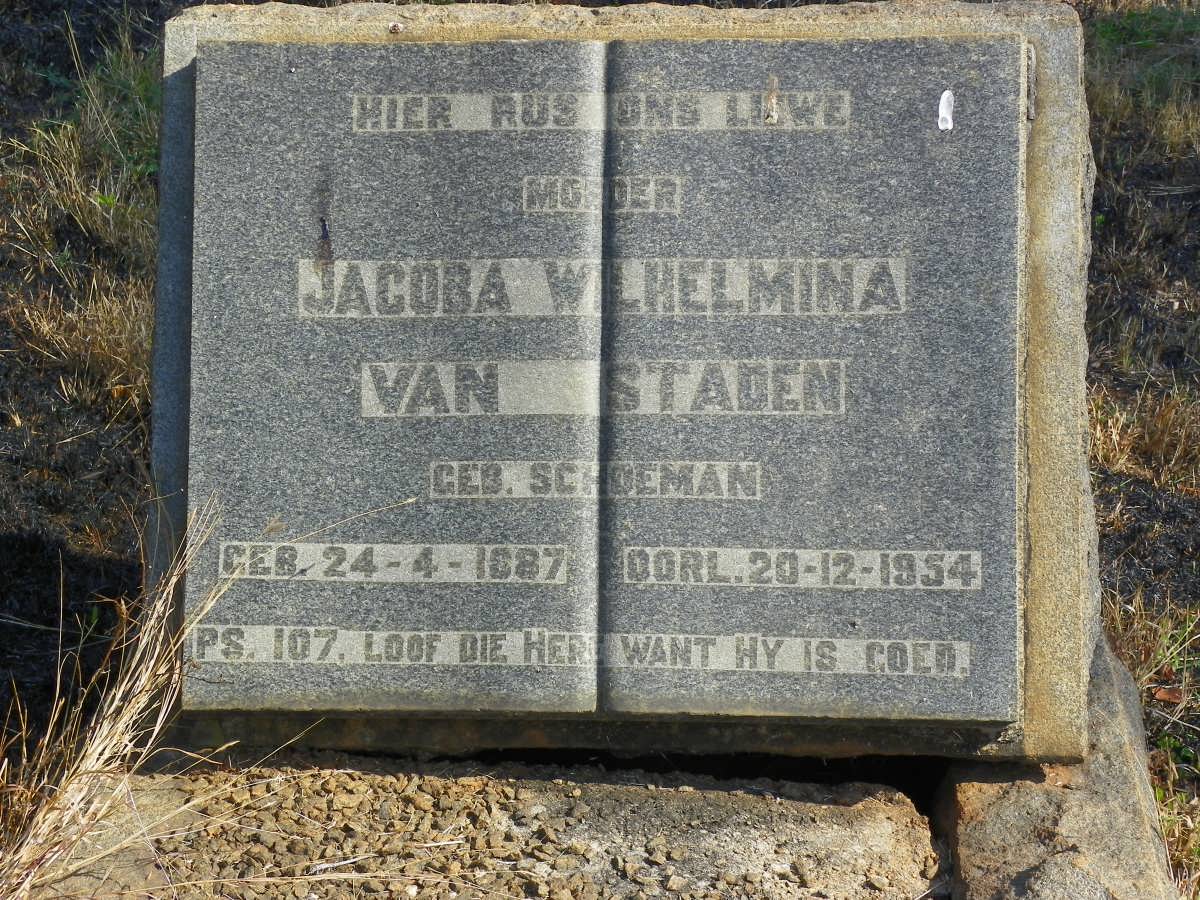 HIER RUS ONS LIEWE
MOEDER
JACOBA WILHELMINA
VAN STADEN
GEB. SCHOEMAN
GEB. 24-4-1887 OORL. 20-12-1954
PS. 107. LOOF DIE HERE WANT HY IS GOED.